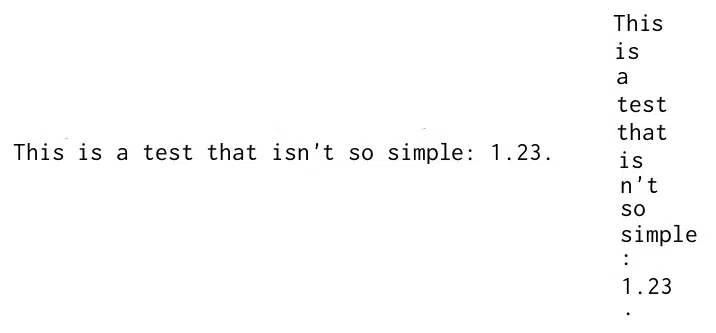 This is a test that isn't so simple: 1.23.
This
is
a
test
that
is
n't
so
simple
:
1.23
.